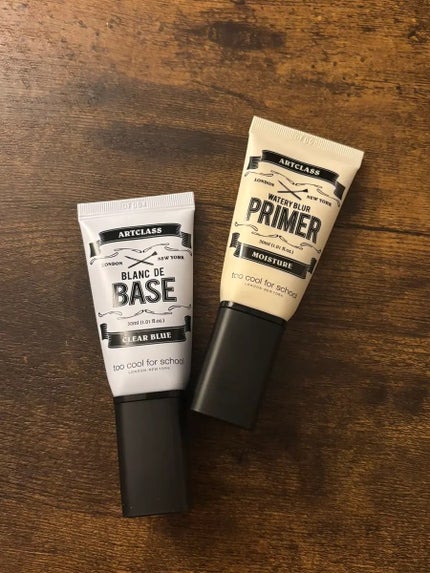 ARTCLASS
LONDON NEW YORK
BLANC DE
BASE
30ml (1.01 fl.oz.)
CLEAR BLUE
too cool for school
LONDON NEW YORK
ARTCLASS
LONDON NEW YORK
WATERY BLUR
PRIMER
30ml (1.01 fl.oz.)
MOISTURE
too cool for school
LONDON NEW YORK